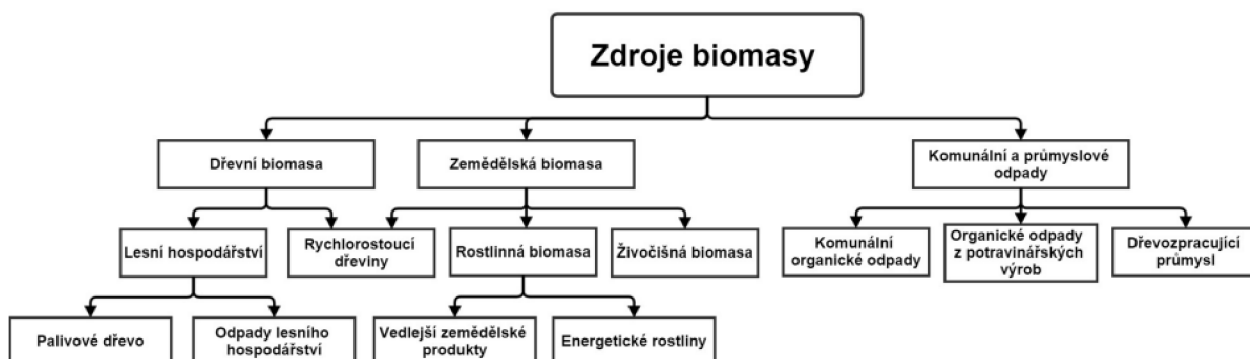 Zdroje biomasy
Dřevní biomasa
Zemědělská biomasa
Komunální a průmyslové
odpady
Lesní hospodářství
Rychlorostoucí
dřeviny
Rostlinná biomasa
Živočišná biomasa
Komunální
organické odpady
Organické odpady
z potravinářských
výrob
Dřevozpracující
průmysl
Palivové dřevo
Odpady lesního
hospodářství
Vedlejší zemědělské
produkty
Energetické rostliny